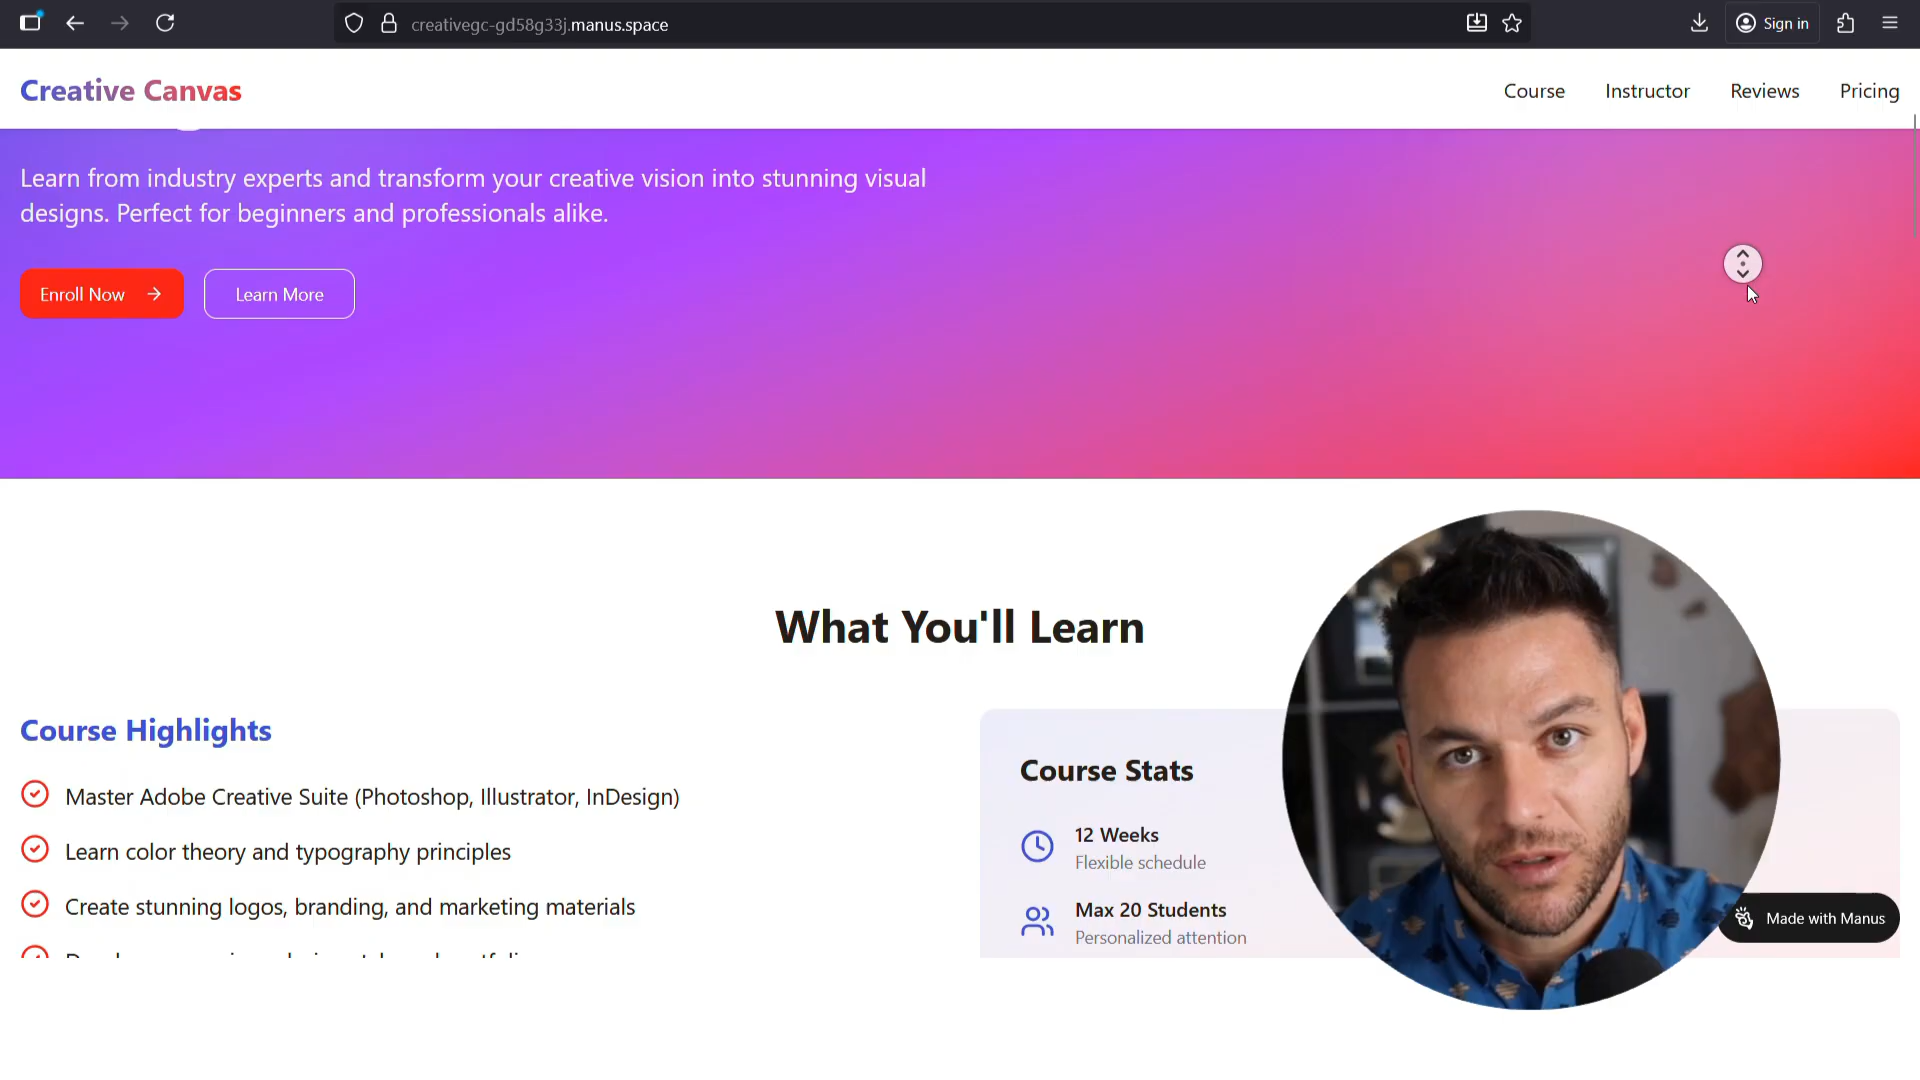 creativegc-gd58g33j.manus.space
Sign in
Creative Canvas
Course
Instructor
Reviews
Pricing
Learn from industry experts and transform your creative vision into stunning visual
designs. Perfect for beginners and professionals alike.
Enroll Now
Learn More
What You'll Learn
Course Highlights
Master Adobe Creative Suite (Photoshop, Illustrator, InDesign)
Learn color theory and typography principles
Create stunning logos, branding, and marketing materials
Course Stats
12 Weeks
Flexible schedule
Max 20 Students
Personalized attention
Made with Manus